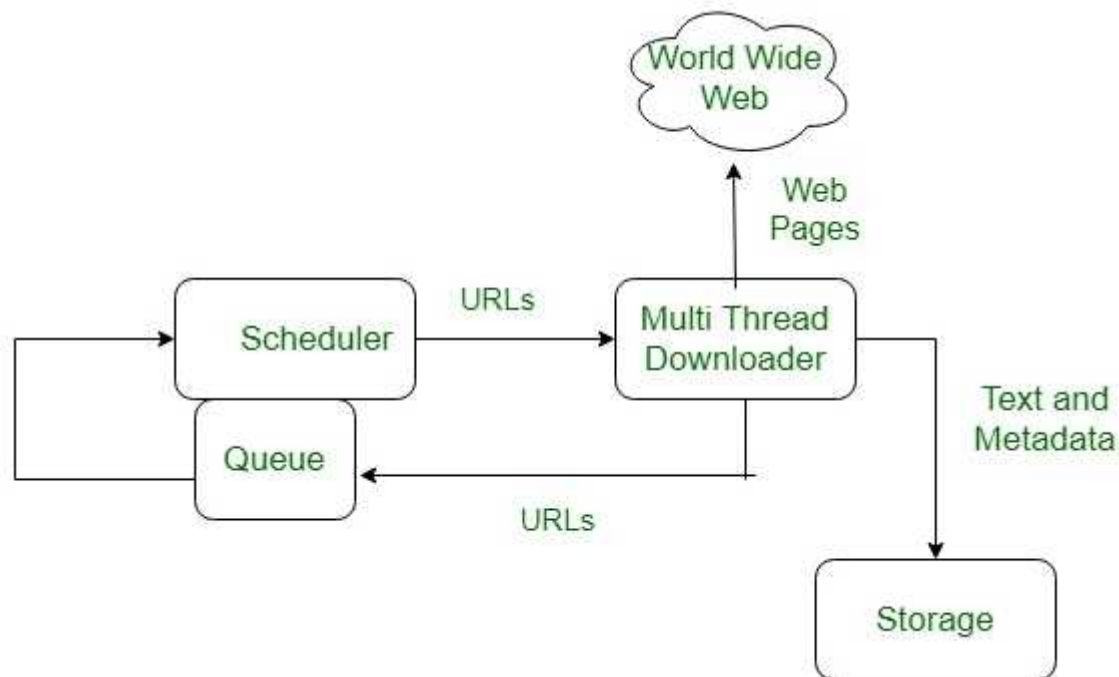 World Wide
Web
Web
Pages
URLs
Scheduler
Multi Thread
Downloader
Text and
Metadata
Queue
URLs
Storage